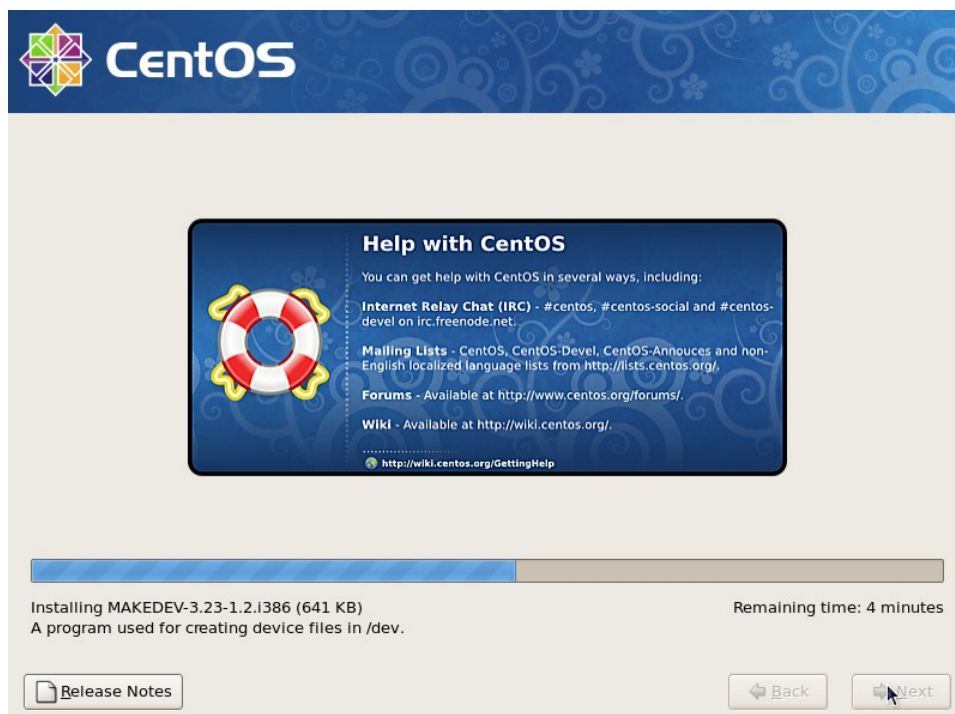 CentOS
Help with CentOS
You can get help with CentOS in several ways, including:
Internet Relay Chat (IRC) - #centos, #centos-social and #centos-
devel on irc.freenode.net.
Mailing Lists - CentOS, CentOS-Devel, CentOS-Annouces and non-
English localized language lists from http://lists.centos.org/.
Forums - Available at http://www.centos.org/forums/.
Wiki - Available at http://wiki.centos.org/.
http://wiki.centos.org/GettingHelp
Installing MAKEDEV-3.23-1.2.i386 (641 KB)
Remaining time: 4 minutes
A program used for creating device files in /dev.
Release Notes
Back
Next